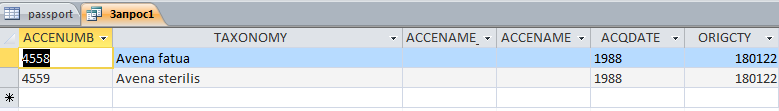 passport Запрос1
ACCENUMB TAXONOMY ACCENAME_ ACCENAME ACQDATE ORIGCTY
4558 Avena fatua 1988 180122
4559 Avena sterilis 1988 180122